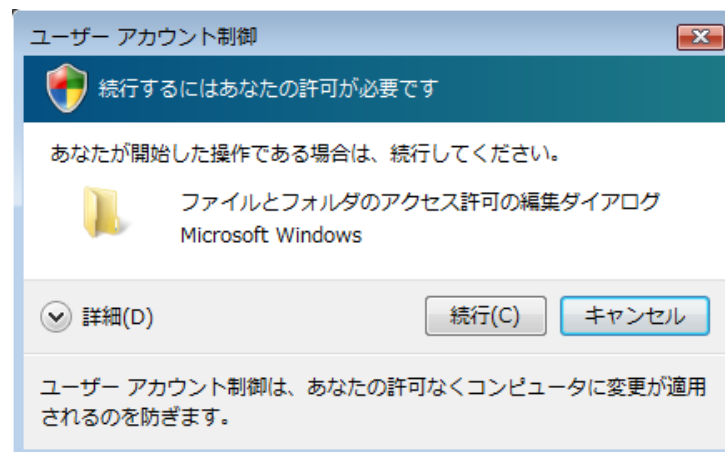 ユーザー アカウント制御
続行するにはあなたの許可が必要です
あなたが開始した操作である場合は、続行してください。
ファイルとフォルダのアクセス許可の編集ダイアログ
Microsoft Windows
詳細(D)
続行(C)
キャンセル
ユーザー アカウント制御は、あなたの許可なくコンピュータに変更が適用
されるのを防ぎます。